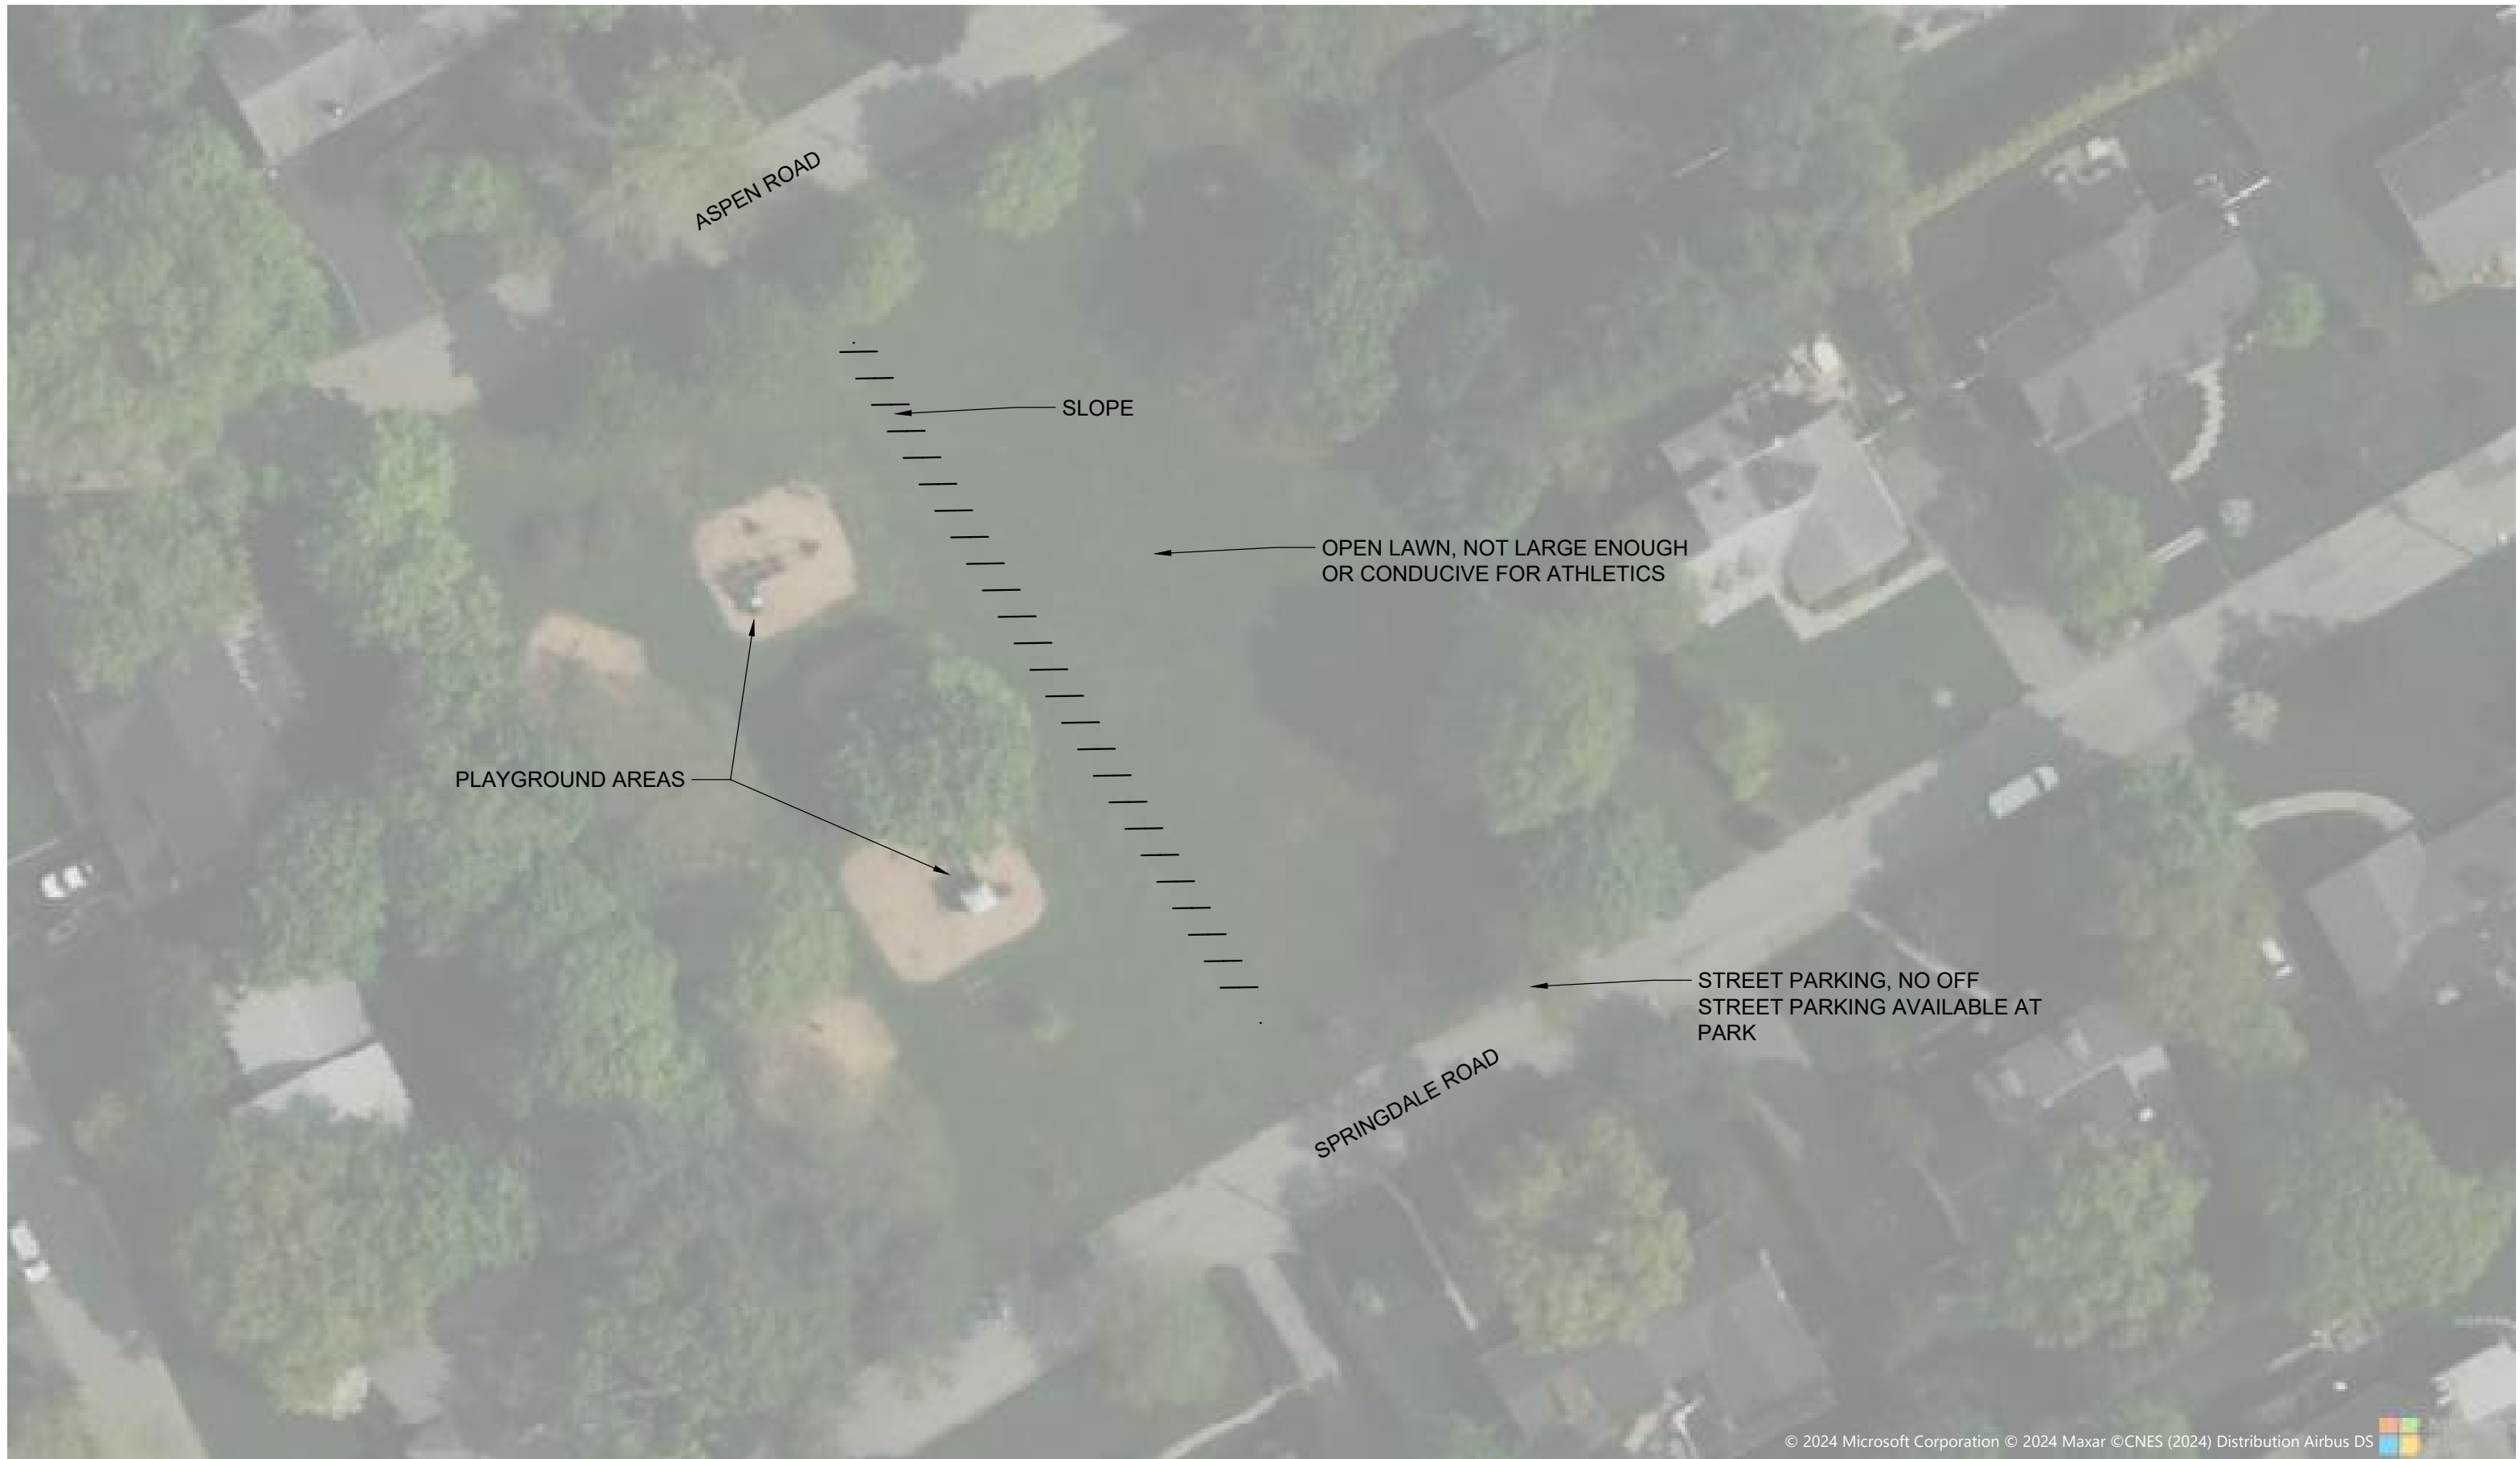 ASPEN ROAD
SLOPE
OPEN LAWN, NOT LARGE ENOUGH
OR CONDUCIVE FOR ATHLETICS
PLAYGROUND AREAS
STREET PARKING, NO OFF
STREET PARKING AVAILABLE AT
PARK
SPRINGDALE ROAD
© 2024 Microsoft Corporation © 2024 Maxar ©CNES (2024) Distribution Airbus DS